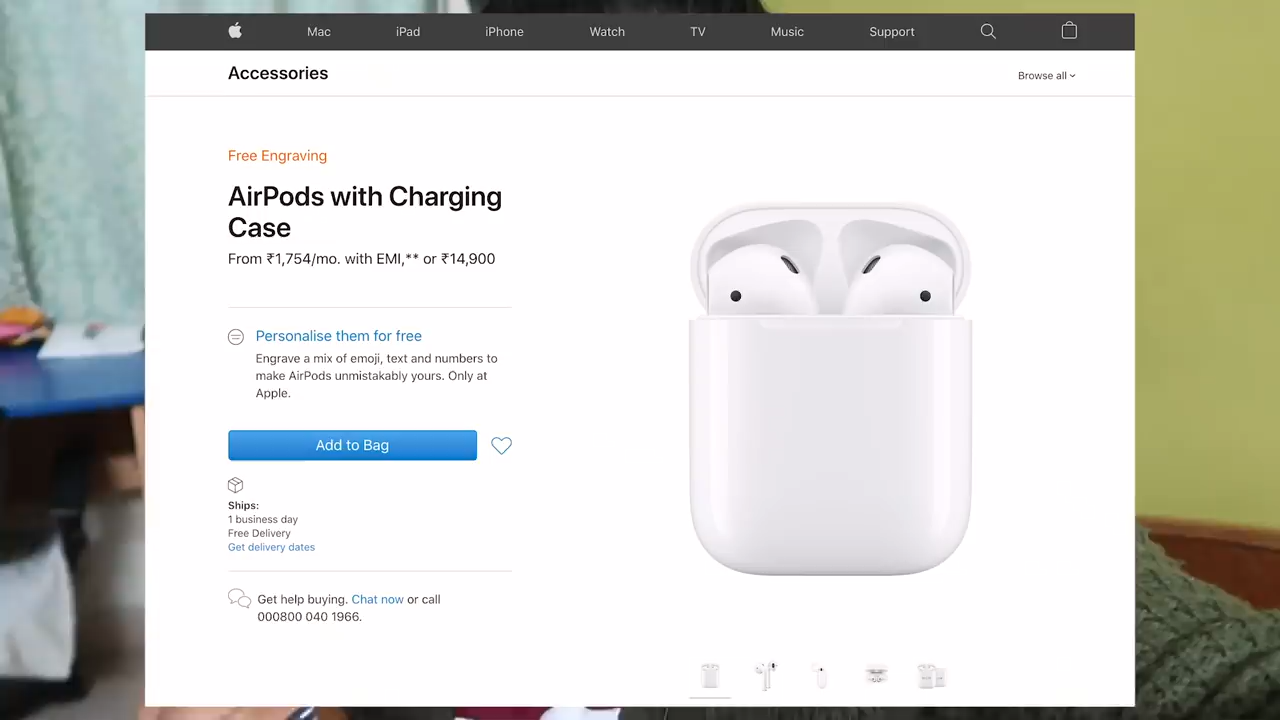 Mac
iPad
iPhone
Watch
TV
Music
Support
Accessories
Browse all
Free Engraving
AirPods with Charging
Case
From ₹1,754/mo. with EMI,** or ₹14,900
Personalise them for free
Engrave a mix of emoji, text and numbers to
make AirPods unmistakably yours. Only at
Apple.
Add to Bag
Ships:
1 business day
Free Delivery
Get delivery dates
Get help buying. Chat now or call
000800 040 1966.